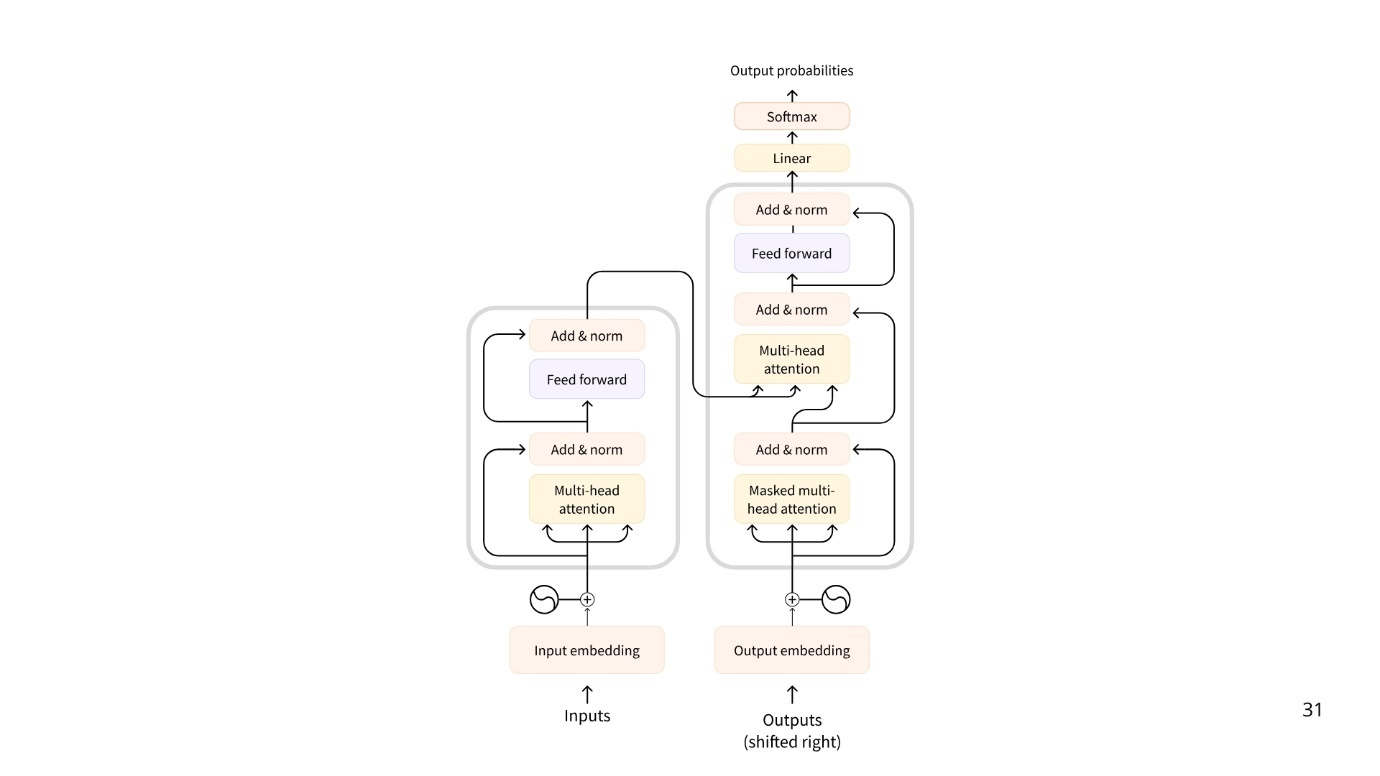 Output probabilities
Softmax
Linear
Add & norm
Feed forward
Add & norm
Multi-head
attention
Add & norm
Masked multi-
head attention
Output embedding
Outputs
(shifted right)
Add & norm
Feed forward
Add & norm
Multi-head
attention
Input embedding
Inputs
31